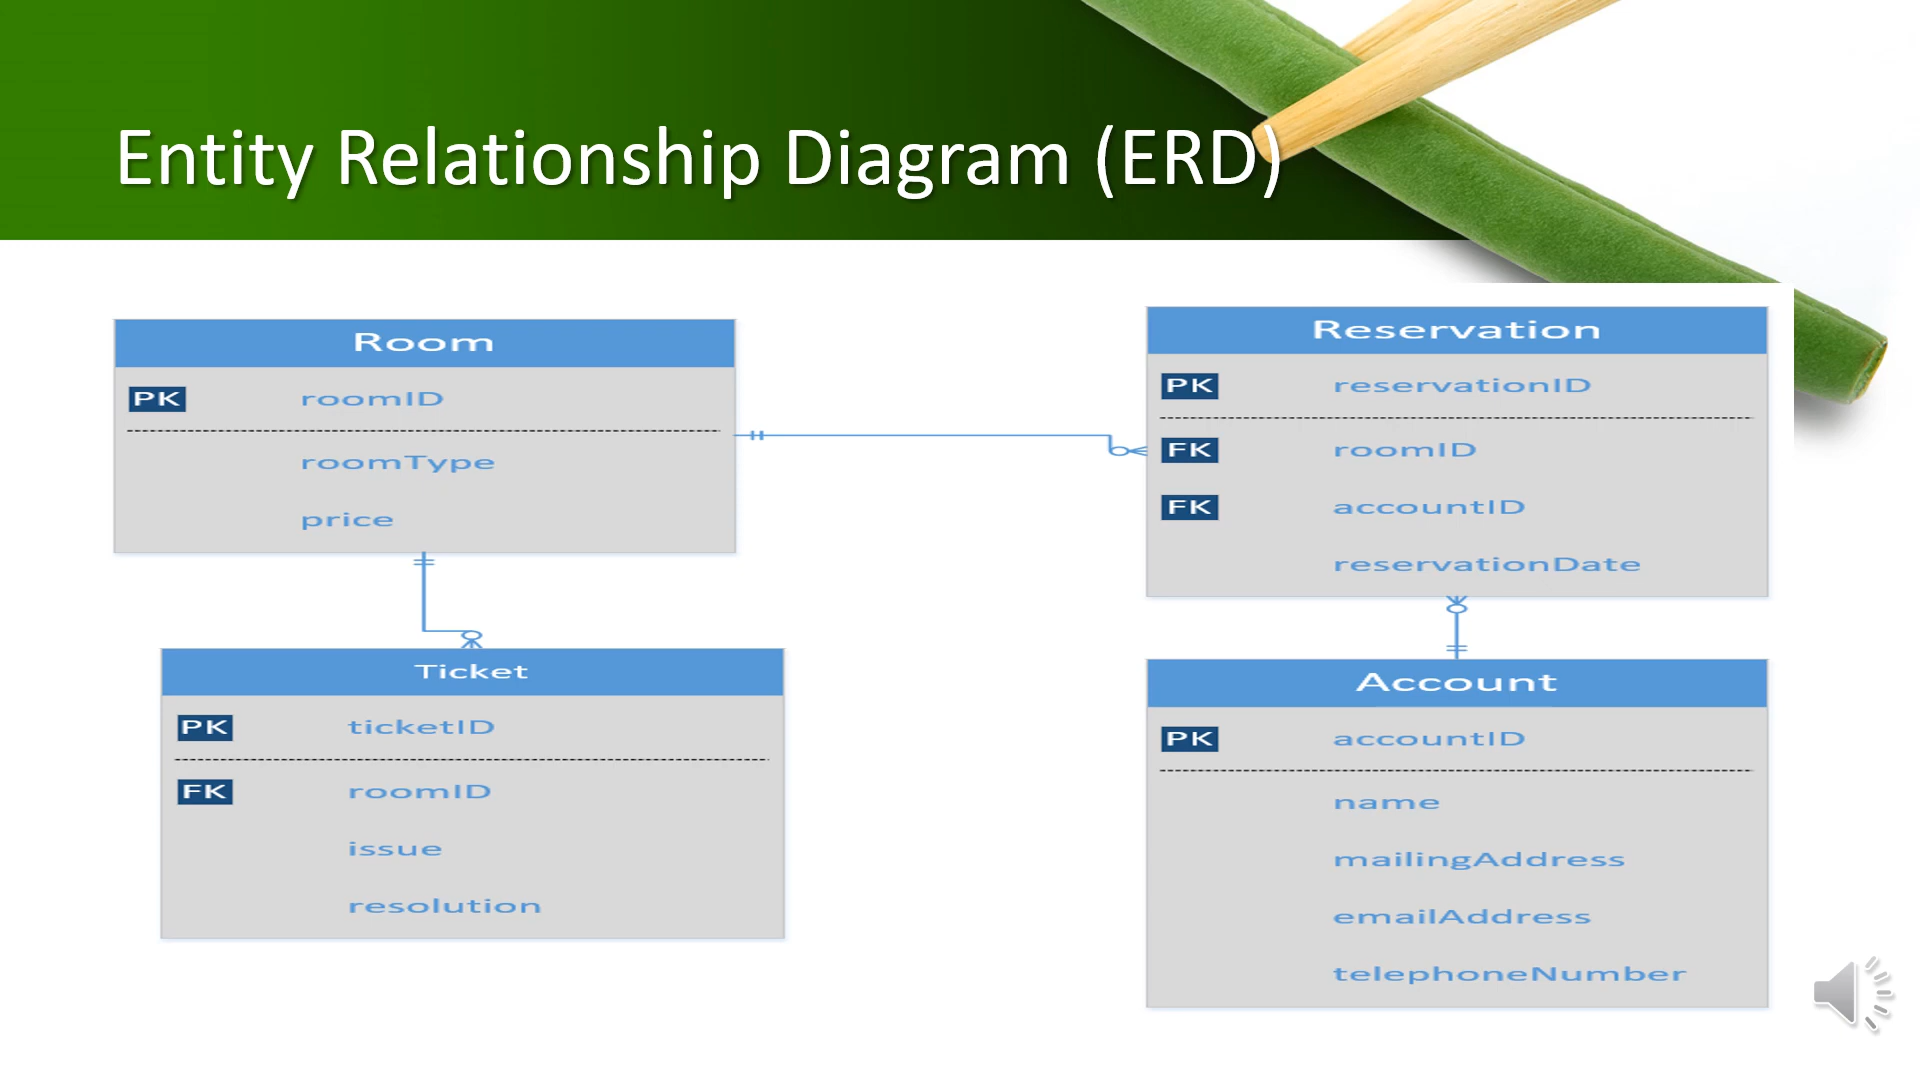 Entity Relationship Diagram (ERD)
Room
PK roomID
roomType
price
Reservation
PK reservationID
FK roomID
FK accountID
reservationDate
Ticket
PK ticketID
FK roomID
issue
resolution
Account
PK accountID
name
mailingAddress
emailAddress
telephoneNumber